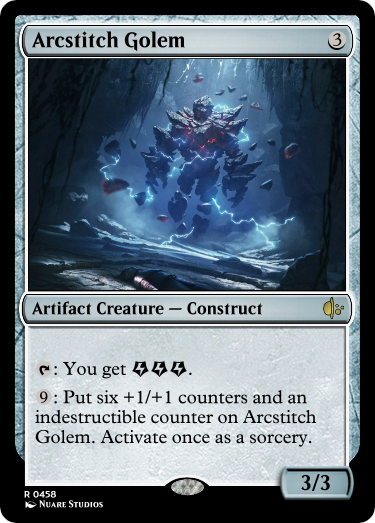 Arcstitch Golem 3
Artifact Creature — Construct
: You get .
9: Put six +1/+1 counters and an
indestructible counter on Arcstitch
Golem. Activate once as a sorcery.
3/3
R 0458
Nuare Studios